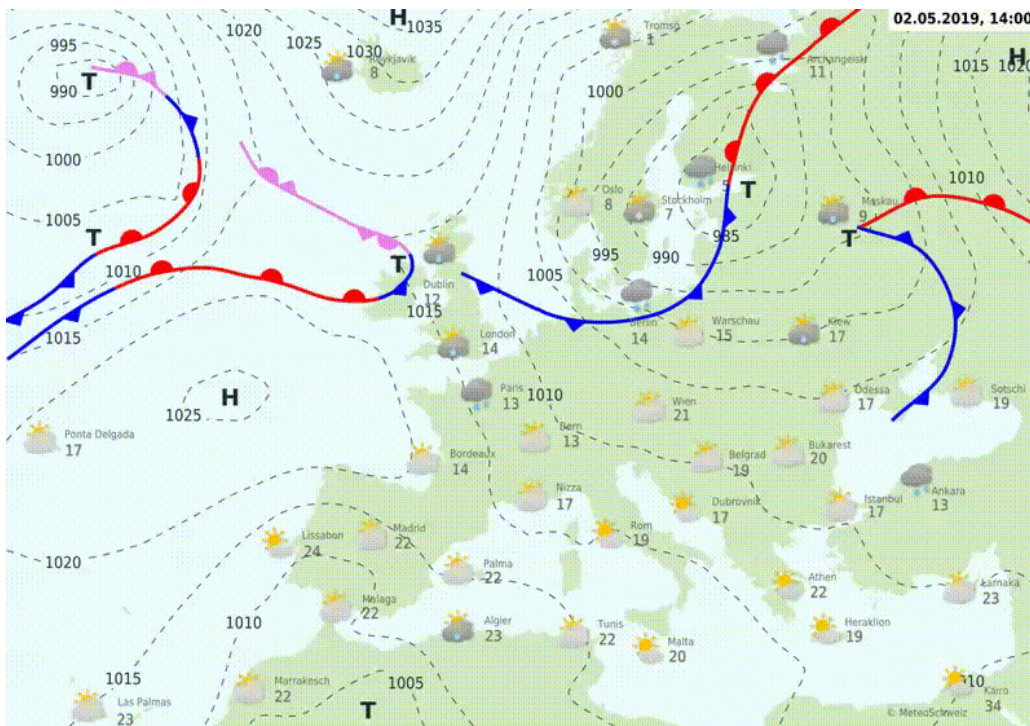 02.05.2019, 14:00
H
1035
Tromsø
1
1020
1025
1030
Reykjavik
8
995
T
990
Archangelsk
11
H
1015
1020
1000
1000
Helsinki
T
1010
Oslo
8
Stockholm
7
Moskau
9
1005
T
985
T
995
990
1010
T
1005
Dublin
12
1015
1015
London
14
Berlin
14
Warschau
15
Kiew
17
H
1025
Paris
13
1010
Wien
21
Odessa
17
Sotschi
19
Ponta Delgada
17
Bern
13
Bordeaux
14
Belgrad
19
Bukarest
20
Nizza
17
Dubrovnik
17
Istanbul
17
Ankara
13
Lissabon
24
Madrid
22
Rom
19
1020
Palma
22
Athen
22
Larnaka
23
Malaga
22
1010
Algier
23
Tunis
22
Malta
20
Heraklion
19
1015
Marrakesch
22
1005
T
Las Palmas
23
1010
Kairo
34
© MeteoSchweiz